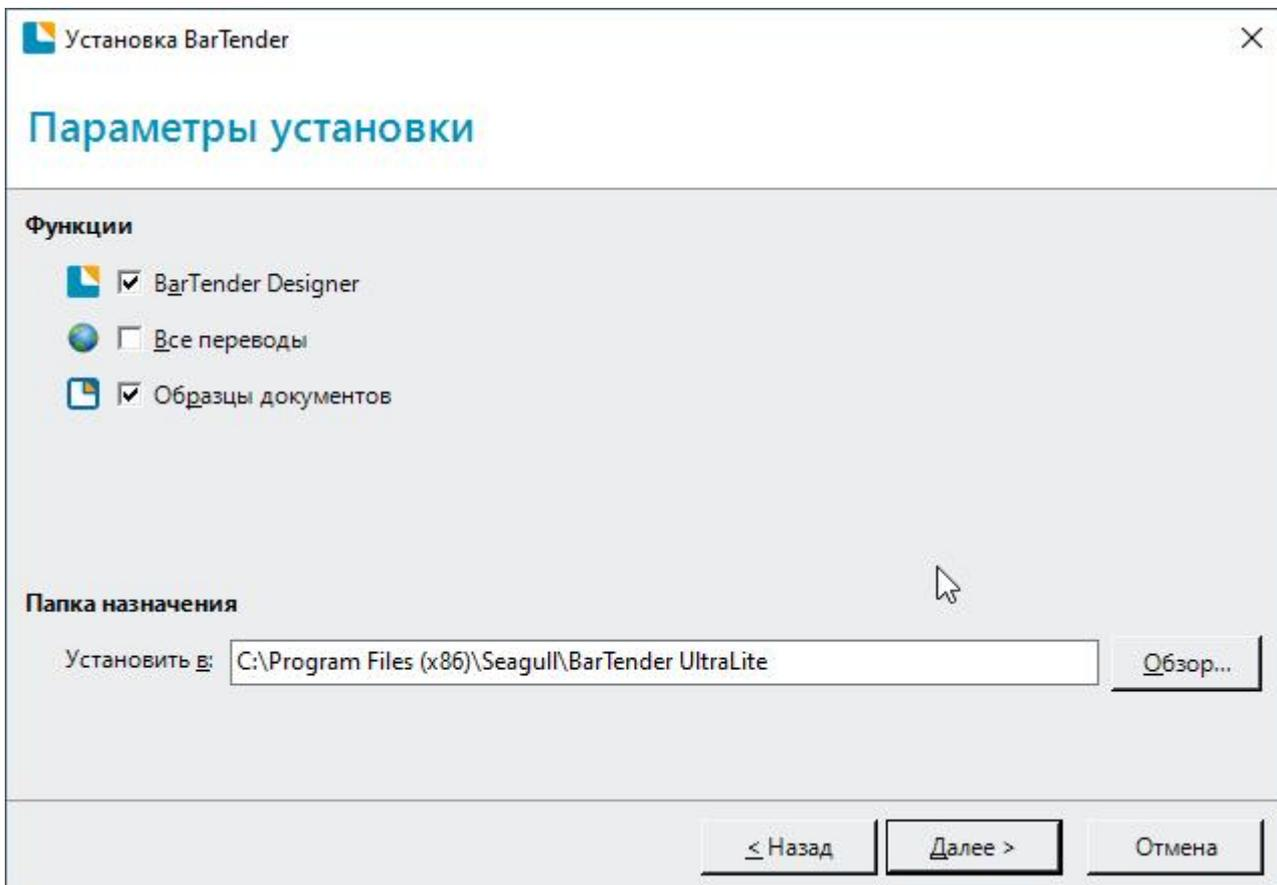 Установка BarTender
Параметры установки
Функции
BarTender Designer
Все переводы
Образцы документов
Папка назначения
Установить в: C:\Program Files (x86)\Seagull\BarTender UltraLite Обзор...
< Назад Далее > Отмена